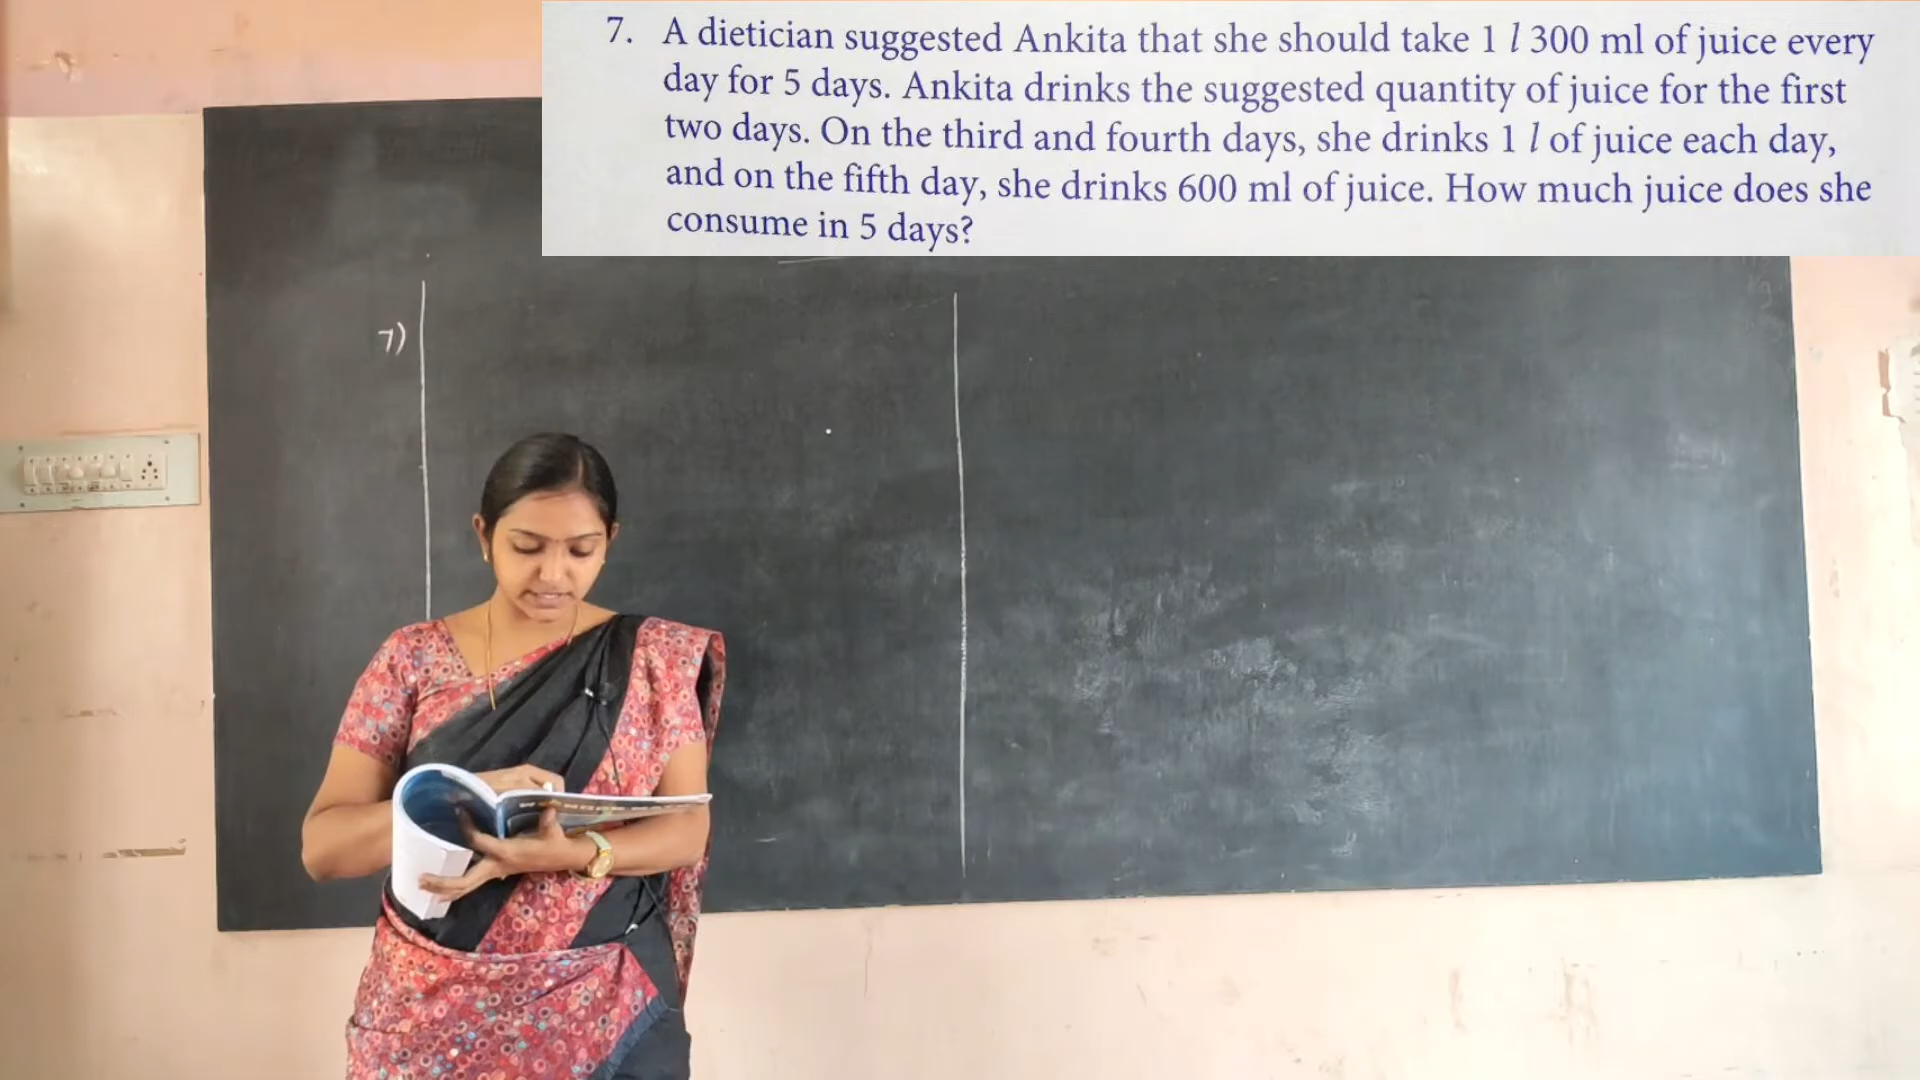 7. A dietician suggested Ankita that she should take 1 l 300 ml of juice every
day for 5 days. Ankita drinks the suggested quantity of juice for the first
two days. On the third and fourth days, she drinks 1 l of juice each day,
and on the fifth day, she drinks 600 ml of juice. How much juice does she
consume in 5 days?
7)